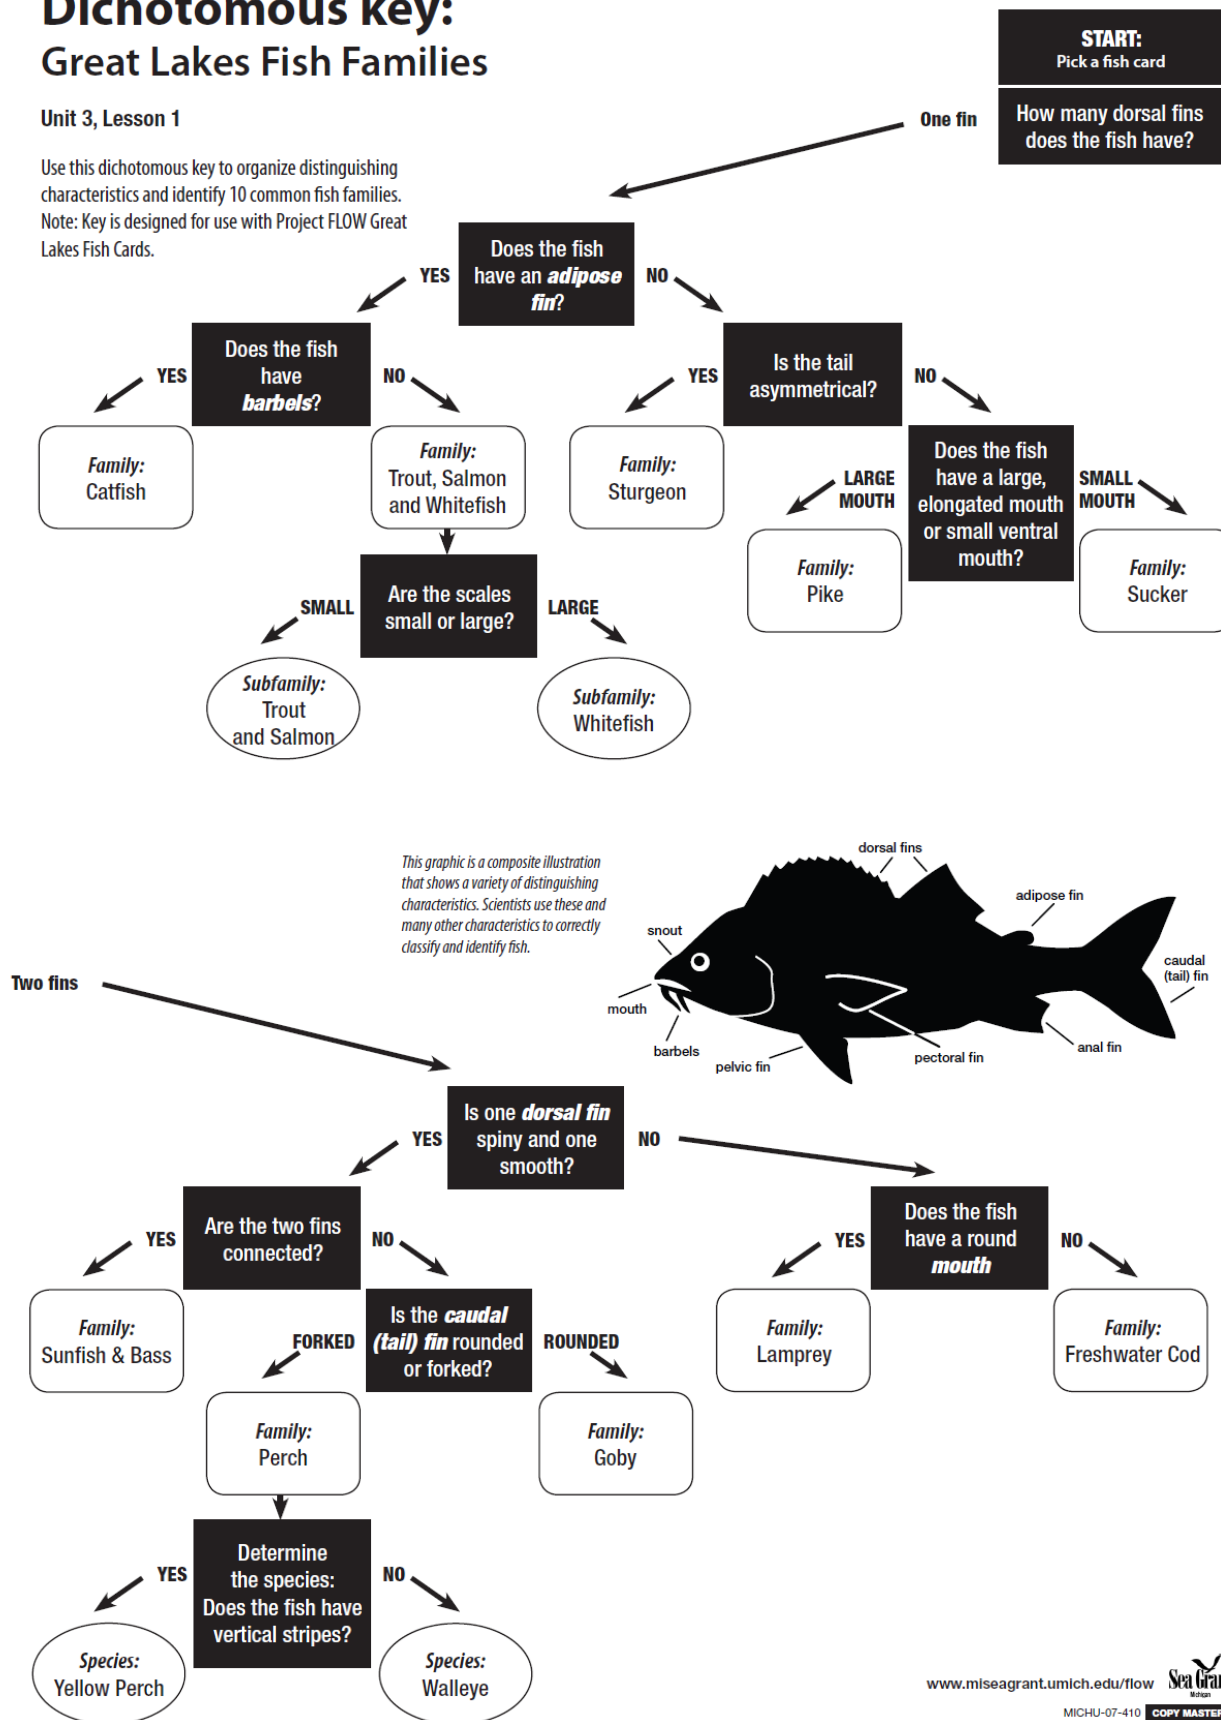 Dichotomous key:
Great Lakes Fish Families
Unit 3, Lesson 1
Use this dichotomous key to organize distinguishing
characteristics and identify 10 common fish families.
Note: Key is designed for use with Project FLOW Great
Lakes Fish Cards.
START:
Pick a fish card
How many dorsal fins
does the fish have?
One fin
Does the fish
have an adipose
fin?
YES
NO
Does the fish
have
barbels?
YES
NO
Is the tail
asymmetrical?
YES
NO
Family:
Catfish
Family:
Trout, Salmon
and Whitefish
Family:
Sturgeon
Does the fish
have a large,
elongated mouth
or small ventral
mouth?
LARGE
MOUTH
SMALL
MOUTH
Family:
Pike
Family:
Sucker
Are the scales
small or large?
SMALL
LARGE
Subfamily:
Trout
and Salmon
Subfamily:
Whitefish
This graphic is a composite illustration
that shows a variety of distinguishing
characteristics. Scientists use these and
many other characteristics to correctly
classify and identify fish.
dorsal fins
adipose fin
snout
caudal
(tail) fin
mouth
barbels
pelvic fin
pectoral fin
anal fin
Two fins
Is one dorsal fin
spiny and one
smooth?
YES
NO
Are the two fins
connected?
YES
NO
Does the fish
have a round
mouth
YES
NO
Family:
Sunfish & Bass
Is the caudal
(tail) fin rounded
or forked?
FORKED
ROUNDED
Family:
Lamprey
Family:
Freshwater Cod
Family:
Perch
Family:
Goby
Determine
the species:
Does the fish have
vertical stripes?
YES
NO
Species:
Yellow Perch
Species:
Walleye
www.miseagrant.umich.edu/flow
Sea Gra
Michigan
MICHU-07-410 COPY MASTER